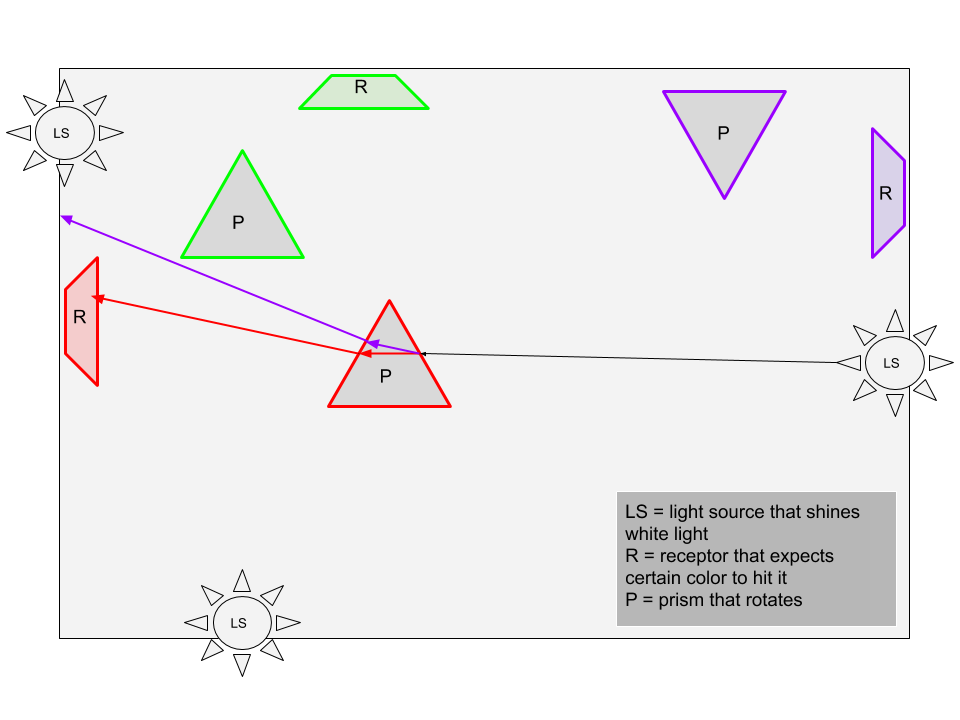 R
LS
P
R
P
R
LS
P
LS = light source that shines
white light
R = receptor that expects
certain color to hit it
P = prism that rotates
LS